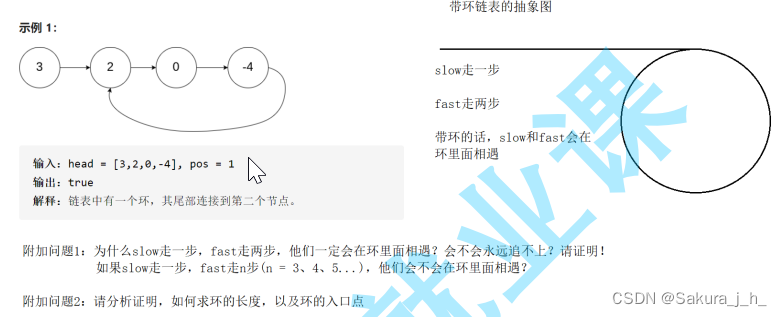 示例 1：
3 2 0 -4
输入：head = [3,2,0,-4], pos = 1
输出：true
解释：链表中有一个环，其尾部连接到第二个节点。
带环链表的抽象图
slow走一步
fast走两步
带环的话，slow和fast会在
环里面相遇
附加问题1：为什么slow走一步，fast走两步，他们一定会在环里面相遇？会不会永远追不上？请证明！
如果slow走一步，fast走n步(n = 3、4、5...)，他们会不会在环里面相遇？
附加问题2：请分析证明，如何求环的长度，以及环的入口点
就业课
CSDN @Sakura_j_h_